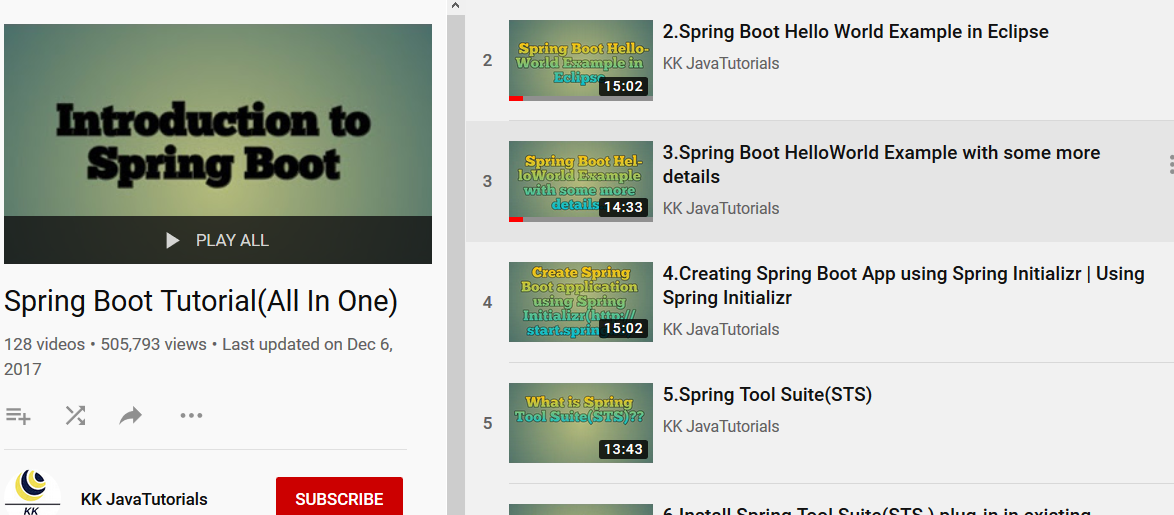 Introduction to
Spring Boot
PLAY ALL
Spring Boot Tutorial(All In One)
128 videos • 505,793 views • Last updated on Dec 6,
2017
KK
KK JavaTutorials
SUBSCRIBE
2
Spring Boot Hello-
World Example in
Eclipse
15:02
2.Spring Boot Hello World Example in Eclipse
KK JavaTutorials
3
Spring Boot Hel-
loWorld Example
with some more
details
14:33
3.Spring Boot HelloWorld Example with some more
details
KK JavaTutorials
4
Create Spring
Boot application
using Spring
Initializr(http://
start.sprin
15:02
4.Creating Spring Boot App using Spring Initializr | Using
Spring Initializr
KK JavaTutorials
5
What is Spring
Tool Suite(STS)??
13:43
5.Spring Tool Suite(STS)
KK JavaTutorials
6.Install Spring Tool Suite(STS ) plug-in in existing